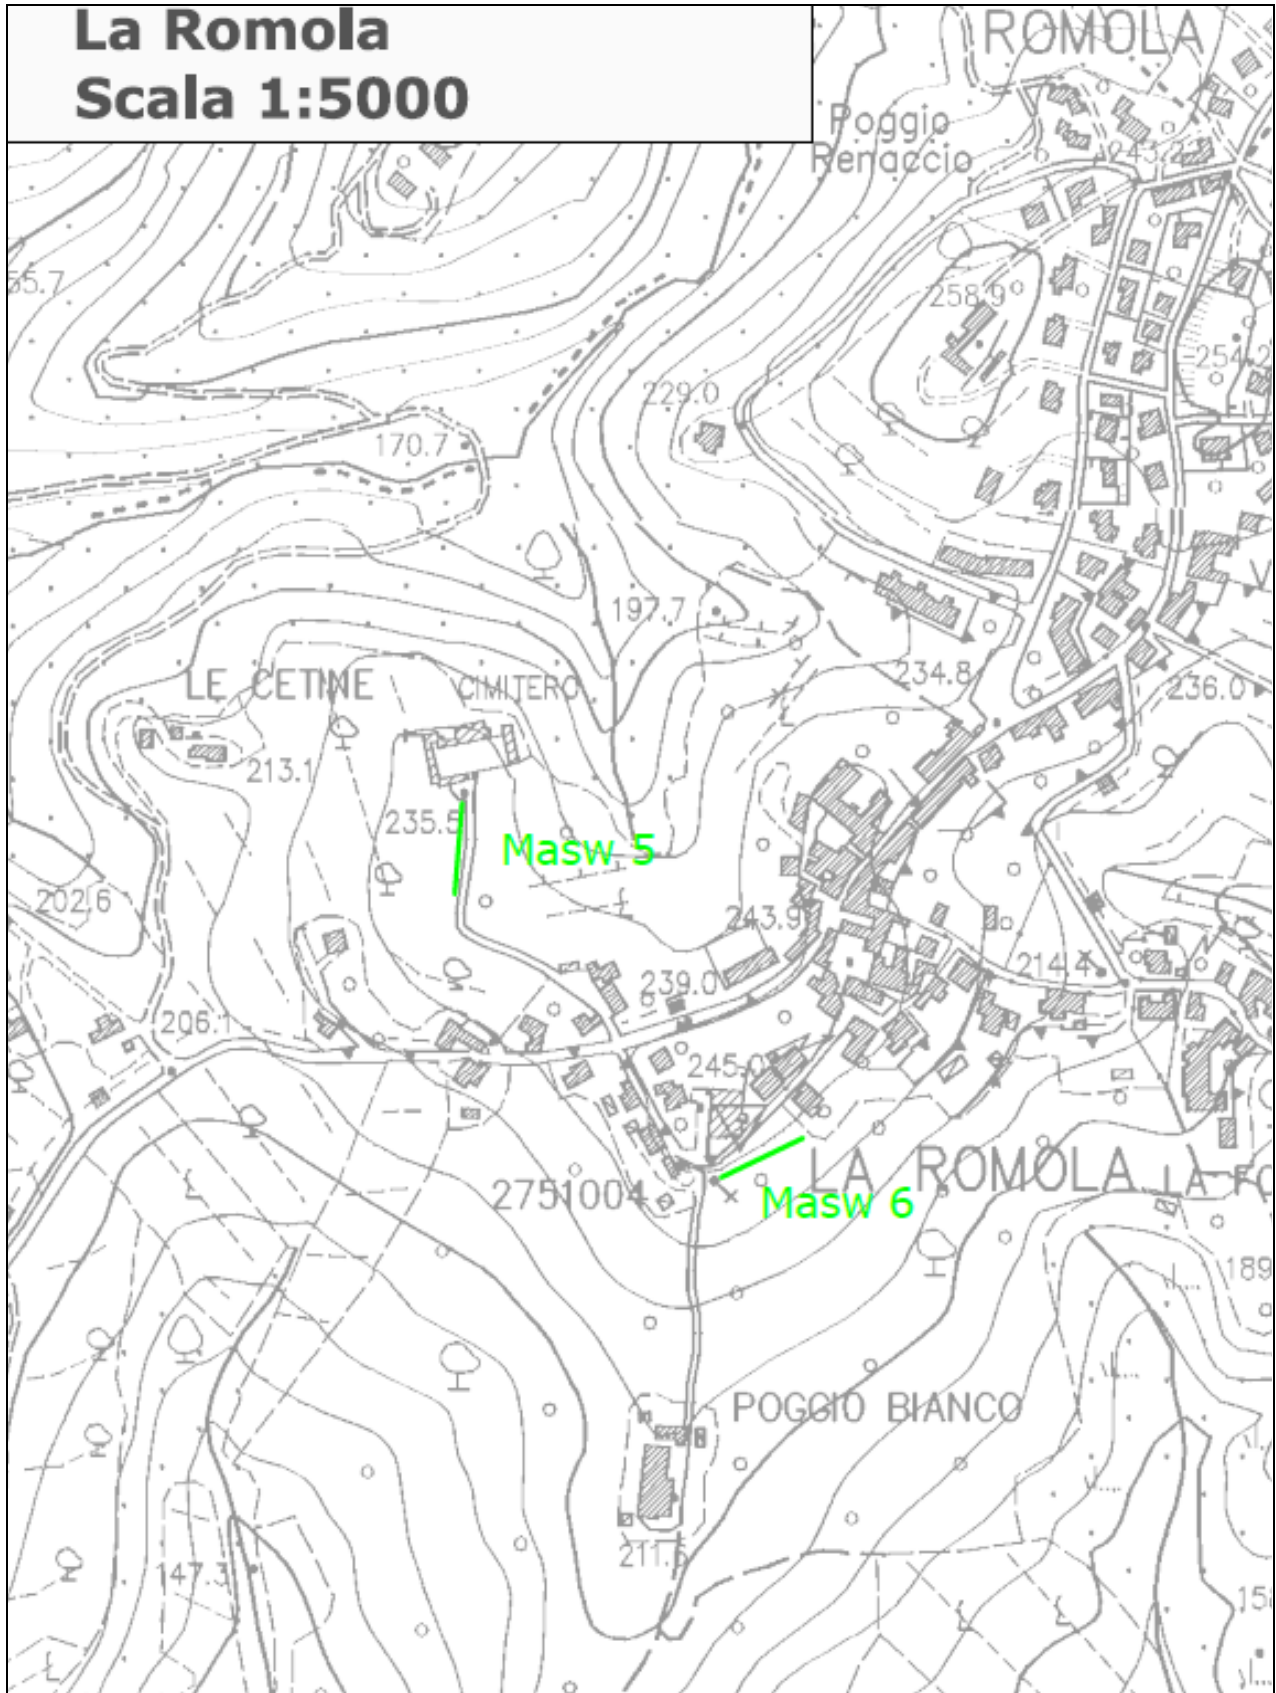 La Romola
Scala 1:5000
ROMOLA
Poggio
Renaccio
258.9
55.7
254.2
229.0
170.7
197.7
234.8
236.0
LE CETINE
CIMITERO
213.1
235.5
Masw 5
202.6
243.9
214.4
239.0
206.1
245.0
LA ROMOLA
2751004
Masw 6
189
POGGIO BIANCO
211.5
147.3